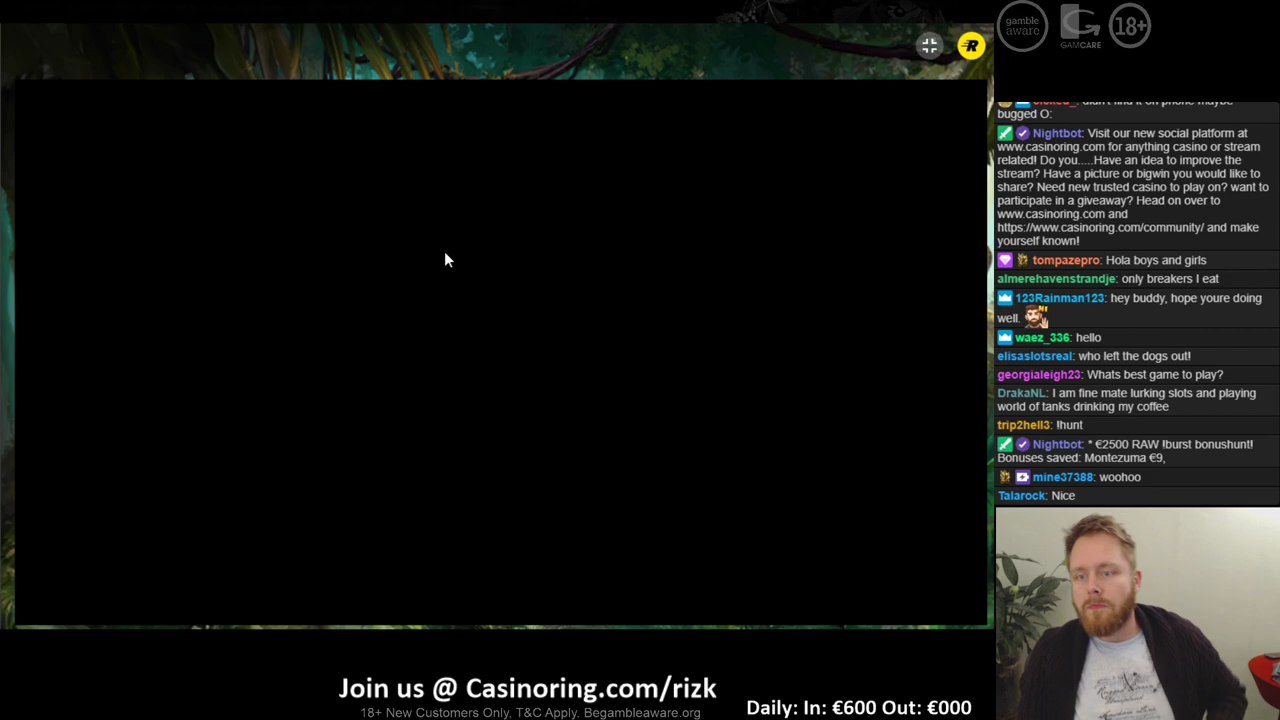 gamble
aware
GAMCARE
18+
R
bugged O:
Nightbot: Visit our new social platform at
www.casinoring.com for anything casino or stream
related! Do you.....Have an idea to improve the
stream? Have a picture or bigwin you would like to
share? Need new trusted casino to play on? want to
participate in a giveaway? Head on over to
www.casinoring.com and
https://www.casinoring.com/community/ and make
yourself known!
tompazepro: Hola boys and girls
almerehavenstrandje: only breakers I eat
123Rainman123: hey buddy, hope youre doing
well.
waez_336: hello
elisaslotsreal: who left the dogs out!
georgialeigh23: Whats best game to play?
DrakaNL: I am fine mate lurking slots and playing
world of tanks drinking my coffee
trip2hell3: !hunt
Nightbot: * €2500 RAW !burst bonushunt!
Bonuses saved: Montezuma €9,
mine37388: woohoo
Talarock: Nice
Join us @ Casinoring.com/rizk
18+ New Customers Only, T&C Apply. Begambleaware.org
Daily: In: €600 Out: €000